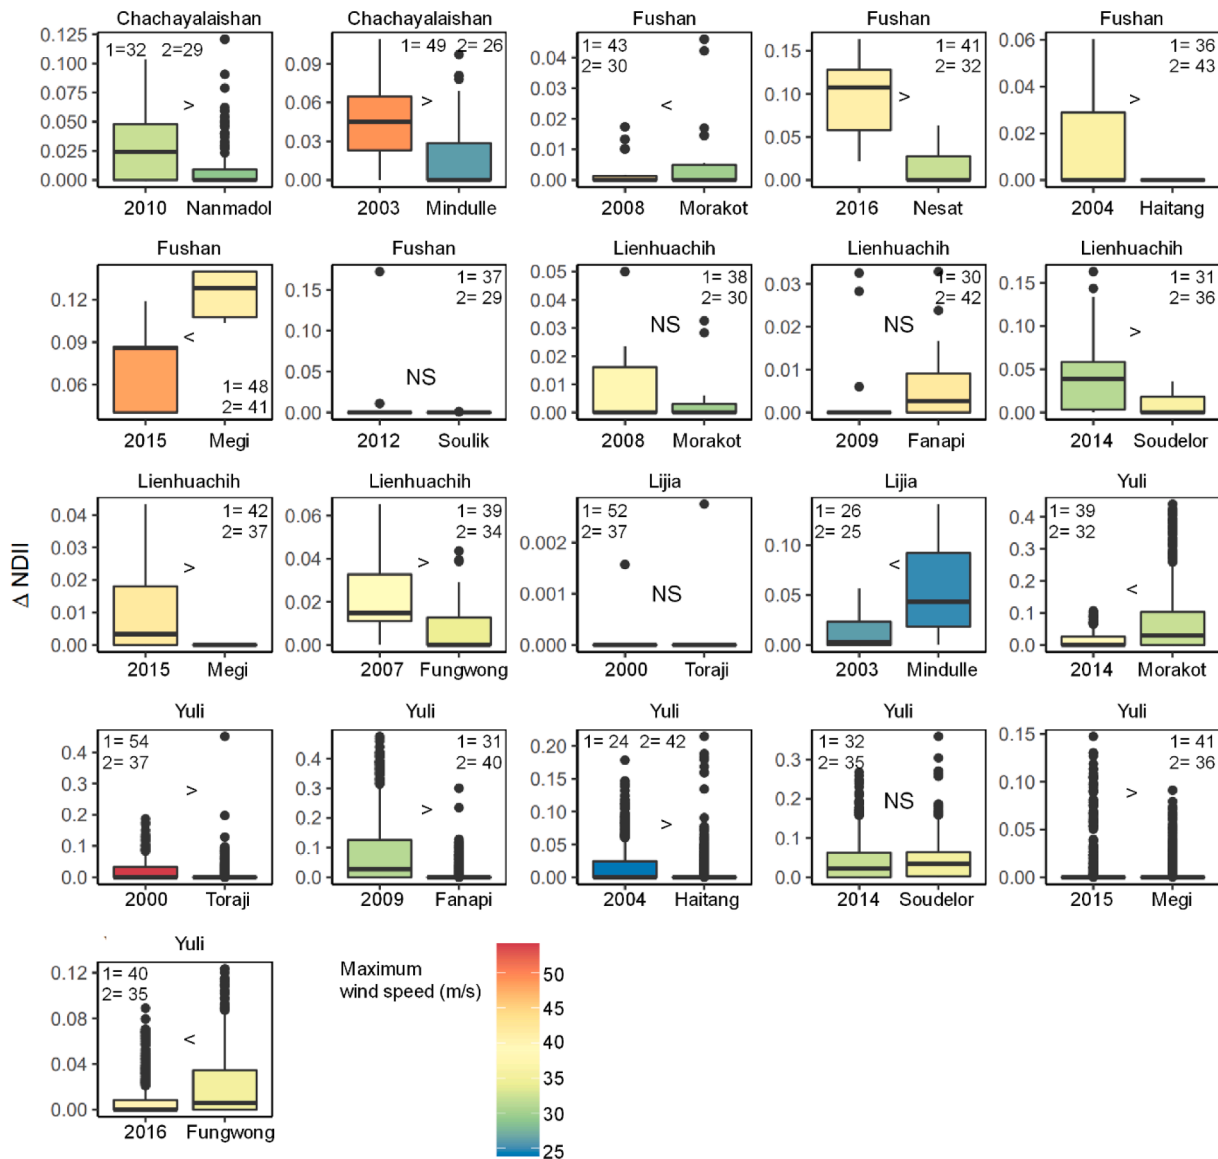 Chachayalaishan
0.125
0.100
0.075
0.050
0.025
0.000
1=32 2=29
>
2010 Nanmadol
Chachayalaishan
0.09
0.06
0.03
0.00
1= 49 2= 26
>
2003 Mindulle
Fushan
0.04
0.03
0.02
0.01
0.00
1= 43
2= 30
<
2008 Morakot
Fushan
0.15
0.10
0.05
0.00
1= 41
2= 32
>
2016 Nesat
Fushan
0.06
0.04
0.02
0.00
1= 36
2= 43
>
2004 Haitang
Fushan
0.12
0.09
0.06
<
1= 48
2= 41
2015 Megi
Fushan
0.15
0.10
0.05
0.00
1= 37
2= 29
NS
2012 Soulik
Lienhuachih
0.05
0.04
0.03
0.02
0.01
0.00
1= 38
2= 30
NS
2008 Morakot
Lienhuachih
0.03
0.02
0.01
0.00
1= 30
2= 42
NS
2009 Fanapi
Lienhuachih
0.15
0.10
0.05
0.00
1= 31
2= 36
>
2014 Soudelor
Δ NDII
Lienhuachih
0.04
0.03
0.02
0.01
0.00
1= 42
2= 37
>
2015 Megi
Lienhuachih
0.06
0.04
0.02
0.00
1= 39
2= 34
>
2007 Fungwong
Lijia
0.002
0.001
0.000
1= 52
2= 37
NS
2000 Toraji
Lijia
0.10
0.05
0.00
1= 26
2= 25
<
2003 Mindulle
Yuli
0.4
0.3
0.2
0.1
0.0
1= 39
2= 32
<
2014 Morakot
Yuli
0.4
0.3
0.2
0.1
0.0
1= 54
2= 37
>
2000 Toraji
Yuli
0.4
0.3
0.2
0.1
0.0
1= 31
2= 40
>
2009 Fanapi
Yuli
0.20
0.15
0.10
0.05
0.00
1= 24 2= 42
>
2004 Haitang
Yuli
0.3
0.2
0.1
0.0
1= 32
2= 35
NS
2014 Soudelor
Yuli
0.15
0.10
0.05
0.00
1= 41
2= 36
>
2015 Megi
Yuli
0.12
0.08
0.04
0.00
1= 40
2= 35
<
2016 Fungwong
Maximum
wind speed (m/s)
50
45
40
35
30
25